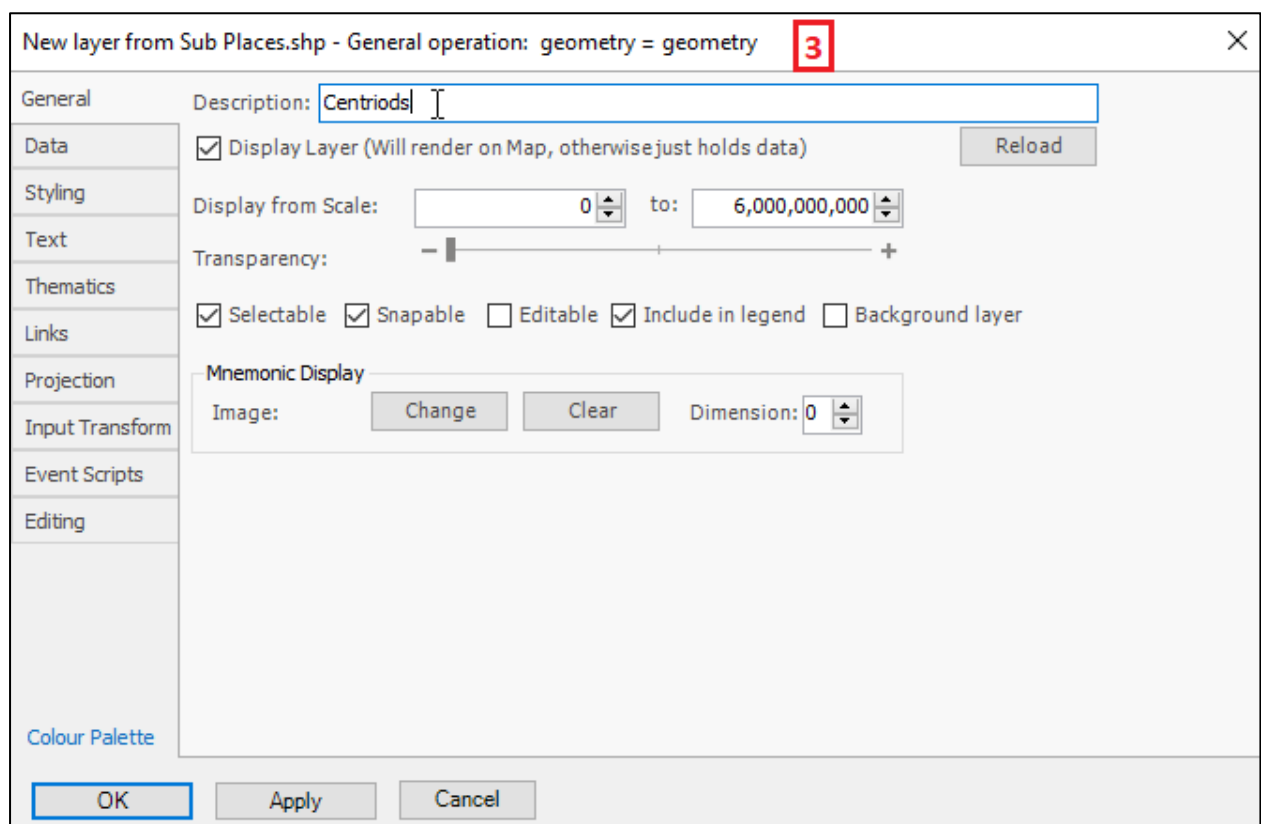 New layer from Sub Places.shp - General operation:  geometry = geometry
3
General
Data
Styling
Text
Thematics
Links
Projection
Input Transform
Event Scripts
Editing
Colour Palette
Description: Centriods
Display Layer (Will render on Map, otherwise just holds data)
Reload
Display from Scale: 0 to: 6,000,000,000
Transparency: − +
Selectable Snapable Editable Include in legend Background layer
Mnemonic Display
Image: Change Clear Dimension: 0
OK Apply Cancel